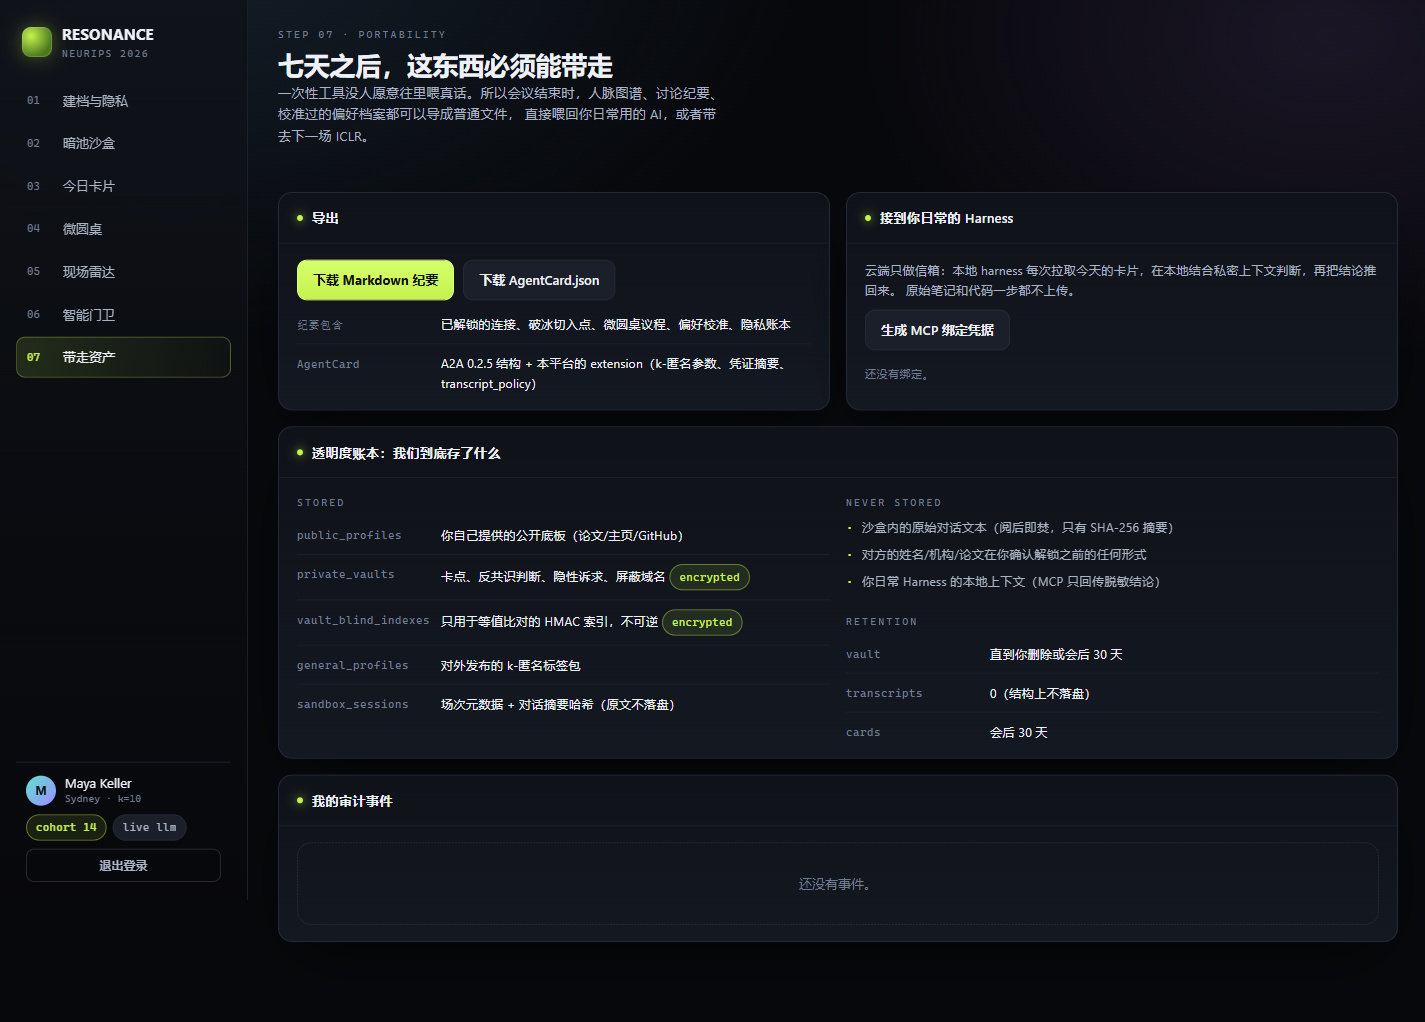 RESONANCE
NEURIPS 2026
01 建档与隐私
02 暗池沙盒
03 今日卡片
04 微圆桌
05 现场雷达
06 智能门卫
07 带走资产
M
Maya Keller
Sydney · k=10
cohort 14
live llm
退出登录
STEP 07 · PORTABILITY
七天之后，这东西必须能带走
一次性工具没人愿意往里喂真话。所以会议结束时，人脉图谱、讨论纪要、
校准过的偏好档案都可以导成普通文件， 直接喂回你日常用的 AI，或者带
去下一场 ICLR。
导出
下载 Markdown 纪要
下载 AgentCard.json
纪要包含 已解锁的连接、破冰切入点、微圆桌议程、偏好校准、隐私账本
AgentCard A2A 0.2.5 结构 + 本平台的 extension（k-匿名参数、凭证摘要、
transcript_policy）
接到你日常的 Harness
云端只做信箱：本地 harness 每次拉取今天的卡片，在本地结合私密上下文判断，再把结论推
回来。 原始笔记和代码一步都不上传。
生成 MCP 绑定凭据
还没有绑定。
透明度账本：我们到底存了什么
STORED
public_profiles 你自己提供的公开底板（论文/主页/GitHub）
private_vaults 卡点、反共识判断、隐性诉求、屏蔽域名 encrypted
vault_blind_indexes 只用于等值比对的 HMAC 索引，不可逆 encrypted
general_profiles 对外发布的 k-匿名标签包
sandbox_sessions 场次元数据 + 对话摘要哈希（原文不落盘）
NEVER STORED
· 沙盒内的原始对话文本（阅后即焚，只有 SHA-256 摘要）
· 对方的姓名/机构/论文在你确认解锁之前的任何形式
· 你日常 Harness 的本地上下文（MCP 只回传脱敏结论）
RETENTION
vault 直到你删除或会后 30 天
transcripts 0（结构上不落盘）
cards 会后 30 天
我的审计事件
还没有事件。